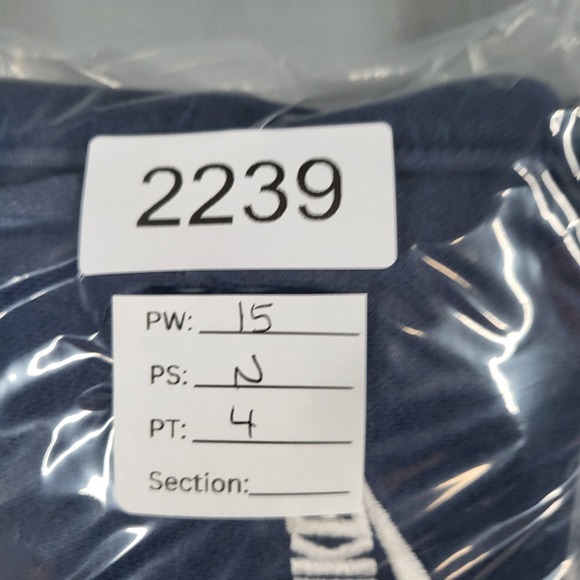 2239
PW: 15
PS: N
PT: 4
Section: